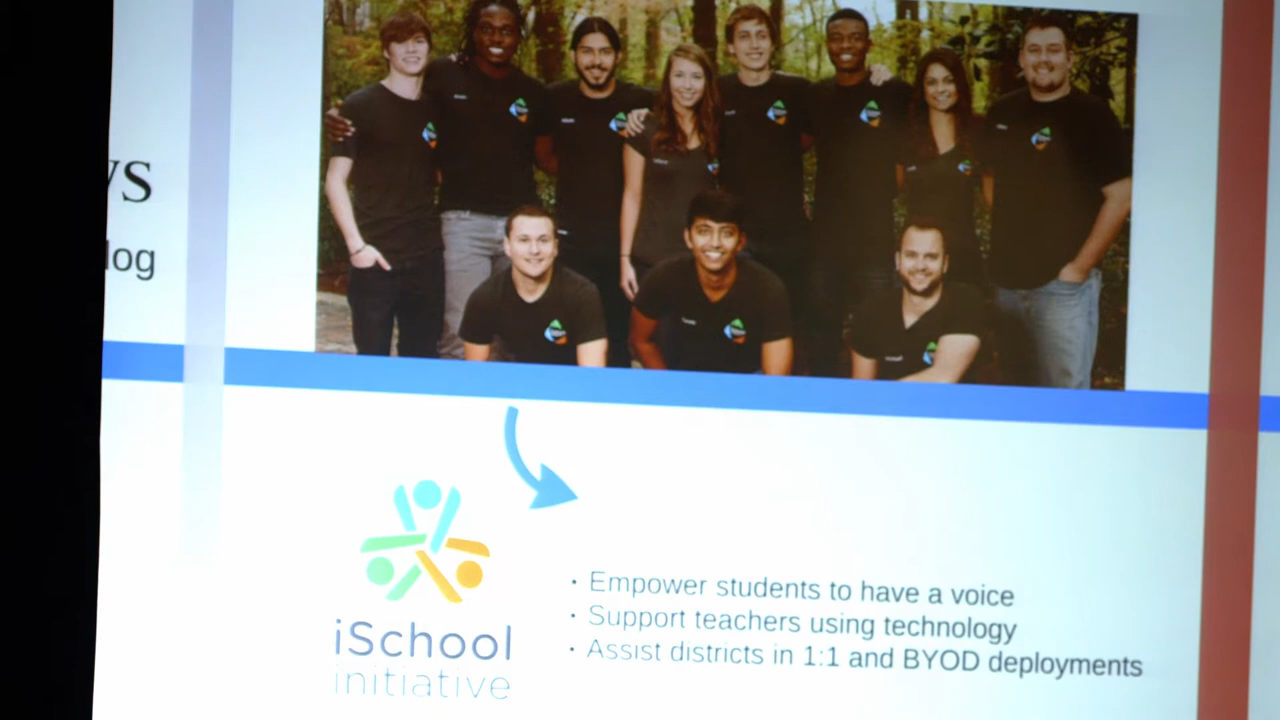 vs
log
iSchool
initiative
· Empower students to have a voice
· Support teachers using technology
· Assist districts in 1:1 and BYOD deployments